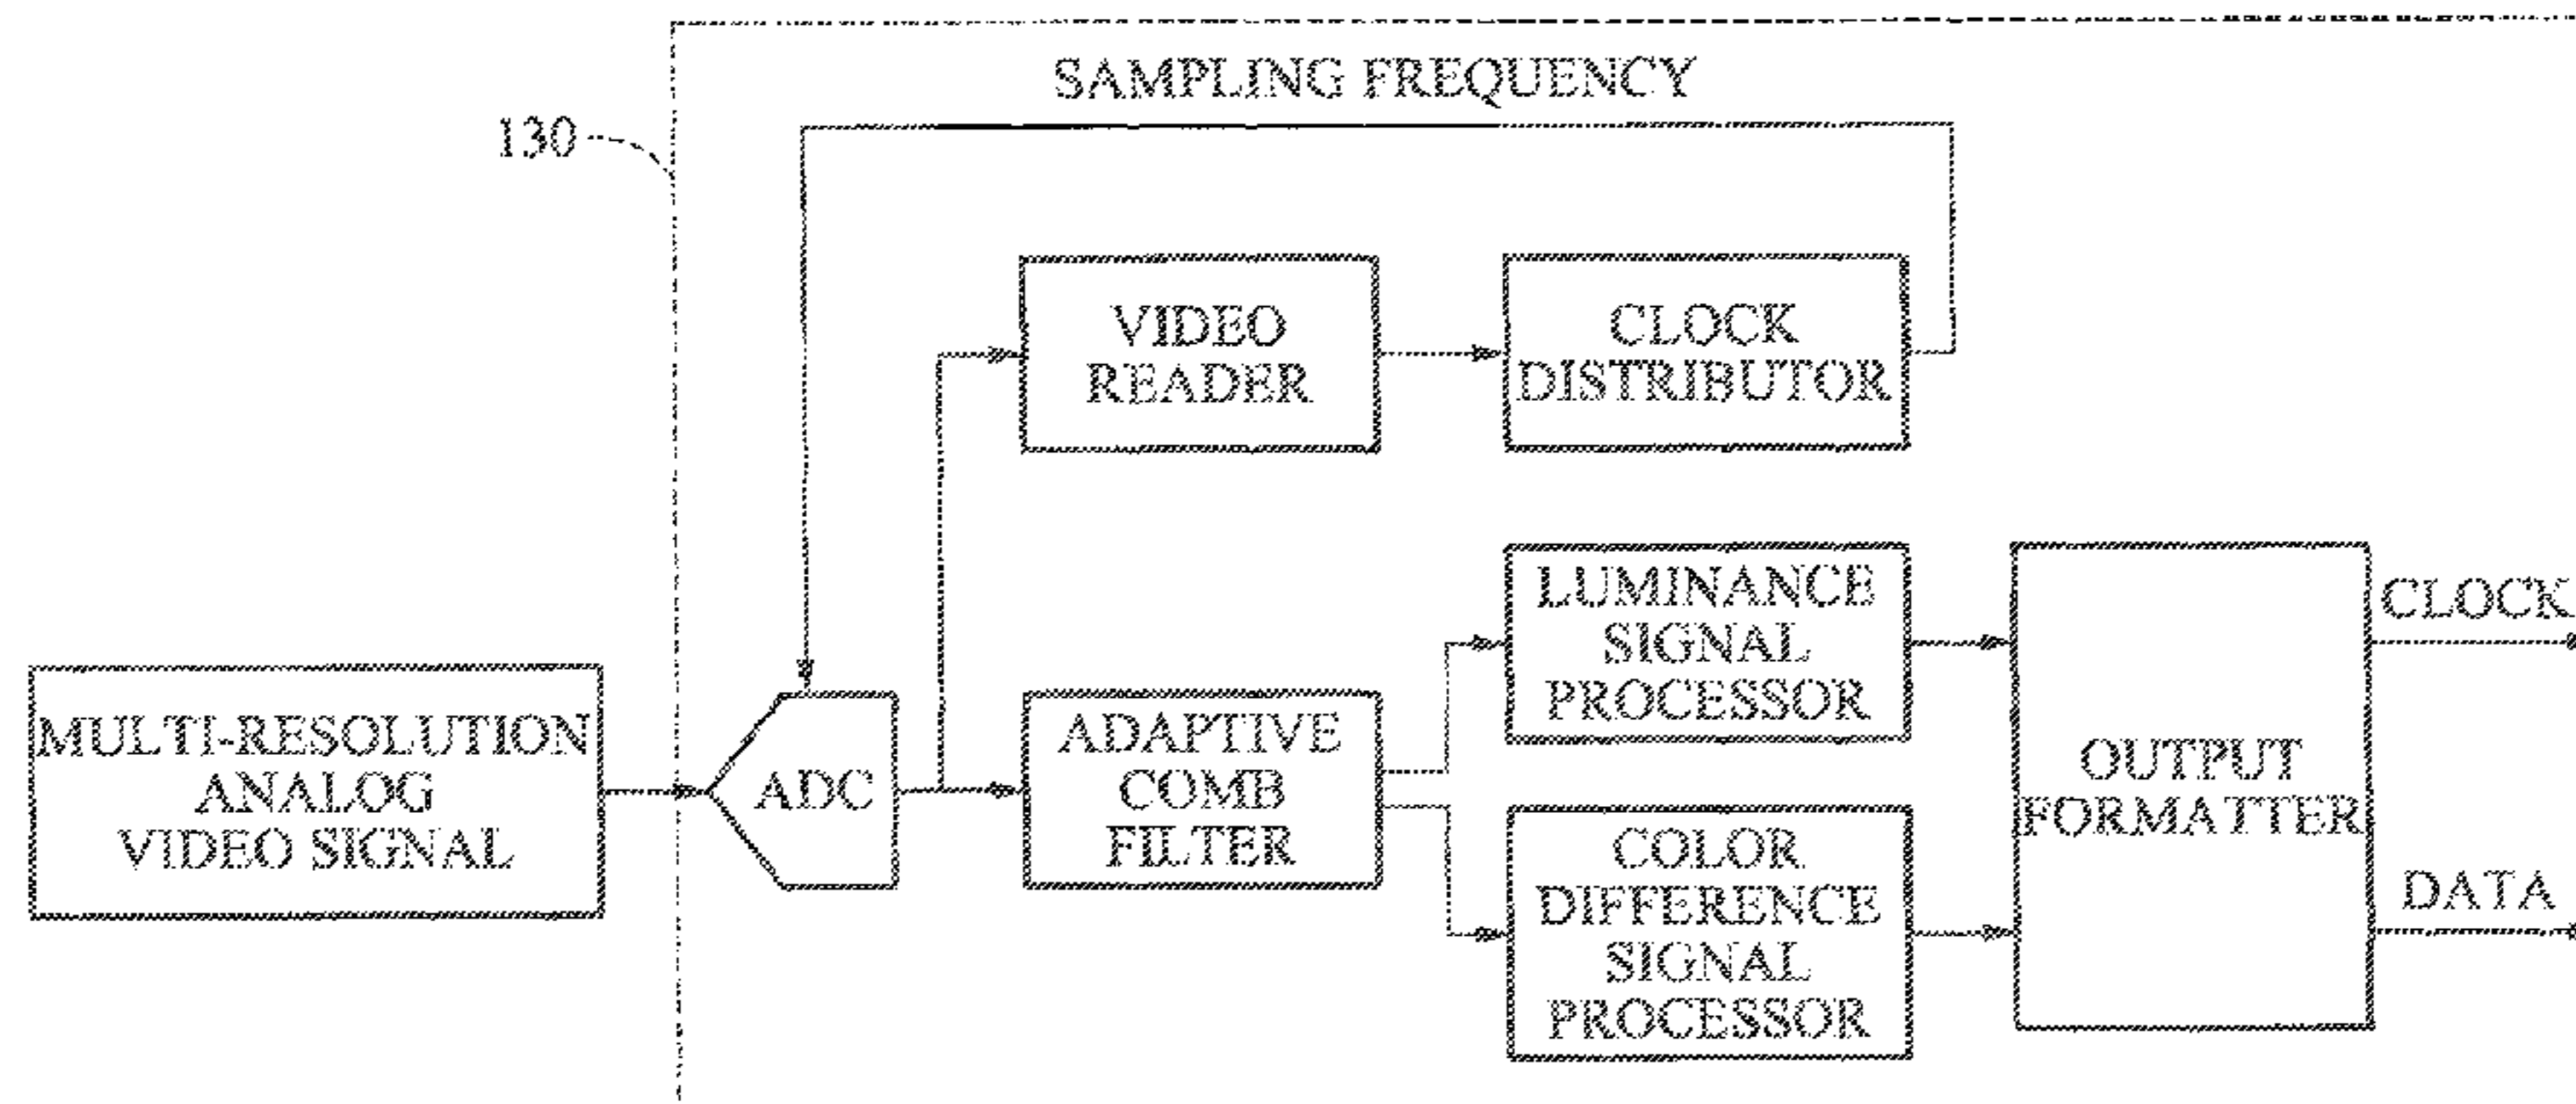 SAMPLING FREQUENCY
130
VIDEO
READER
CLOCK
DISTRIBUTOR
MULTI-RESOLUTION
ANALOG
VIDEO SIGNAL
ADC
ADAPTIVE
COMB
FILTER
LUMINANCE
SIGNAL
PROCESSOR
COLOR
DIFFERENCE
SIGNAL
PROCESSOR
OUTPUT
FORMATTER
CLOCK
DATA